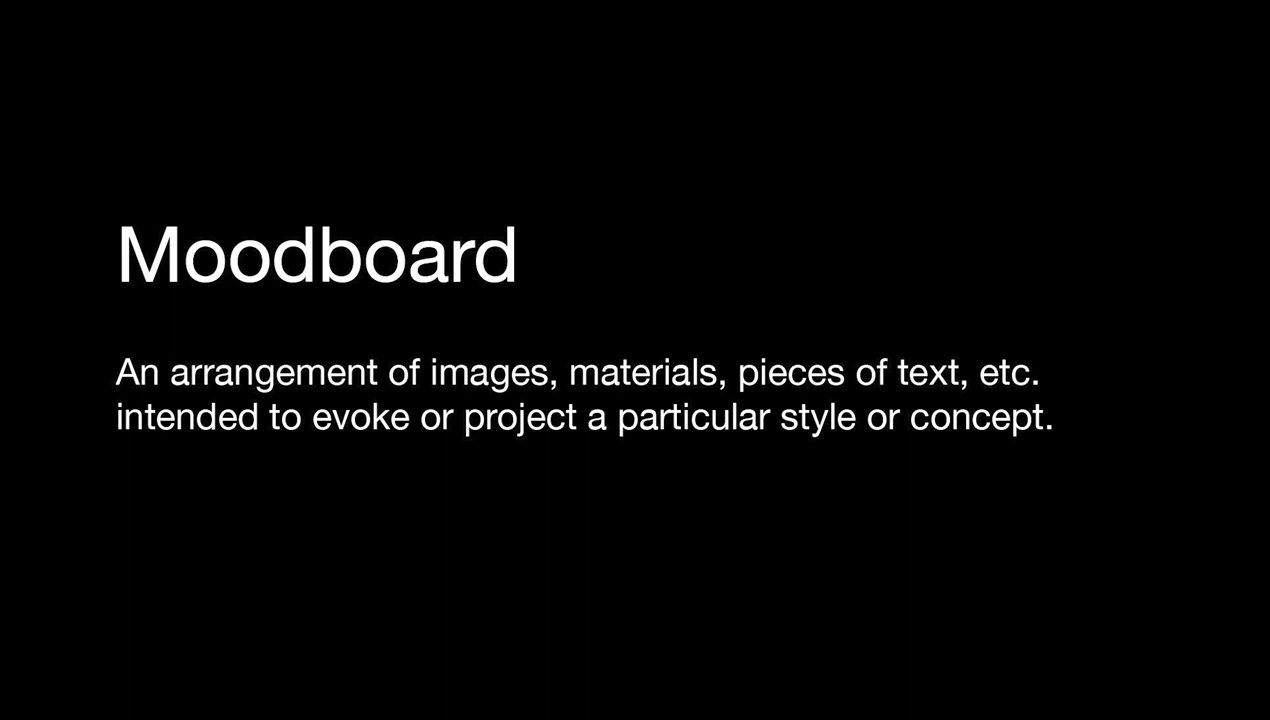 Moodboard
An arrangement of images, materials, pieces of text, etc.
intended to evoke or project a particular style or concept.